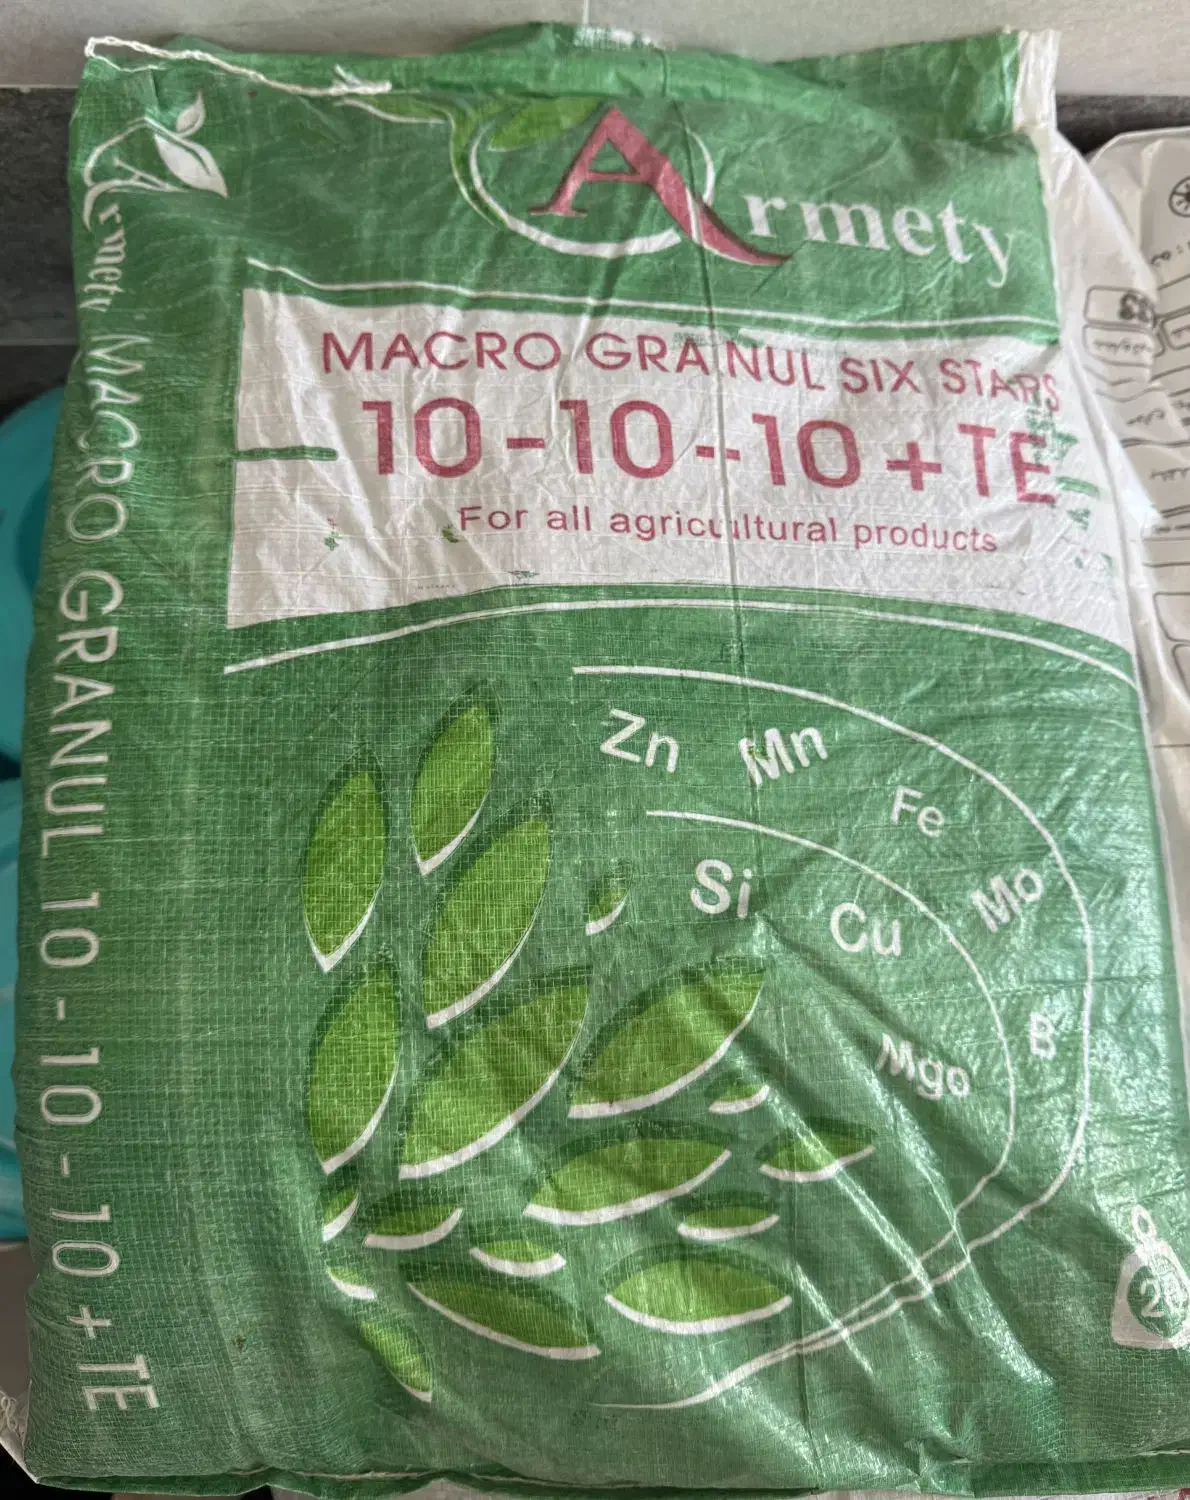 Armety
MACRO GRANUL SIX STARS
10-10-10+TE
For all agricultural products
Zn Mn
Fe
Si Cu Mo
B
Mgo
Armety MACRO GRANUL 10-10-10+TE